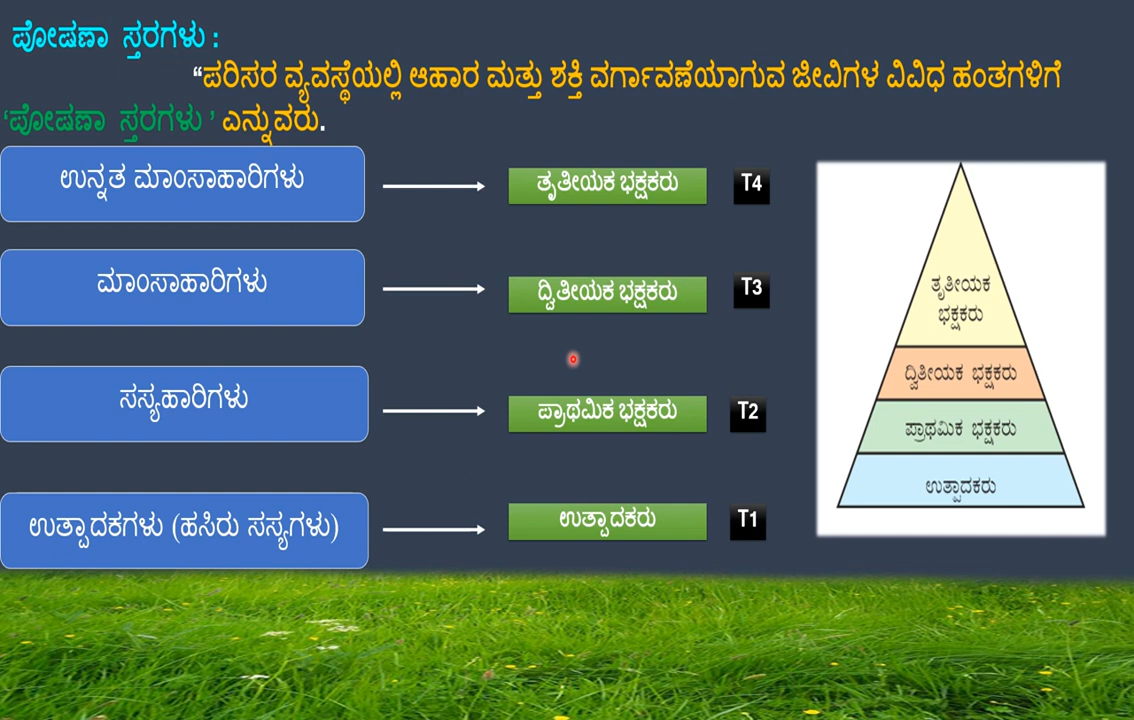 ಪೋಷಣಾ ಸ್ತರಗಳು :
“ಪರಿಸರ ವ್ಯವಸ್ಥೆಯಲ್ಲಿ ಆಹಾರ ಮತ್ತು ಶಕ್ತಿ ವರ್ಗಾವಣೆಯಾಗುವ ಜೀವಿಗಳ ವಿವಿಧ ಹಂತಗಳಿಗೆ
‘ಪೋಷಣಾ ಸ್ತರಗಳು ’ ಎನ್ನುವರು.
ಉನ್ನತ ಮಾಂಸಾಹಾರಿಗಳು
ತೃತೀಯಕ ಭಕ್ಷಕರು
T4
ಮಾಂಸಾಹಾರಿಗಳು
ದ್ವಿತೀಯಕ ಭಕ್ಷಕರು
T3
ಸಸ್ಯಹಾರಿಗಳು
ಪ್ರಾಥಮಿಕ ಭಕ್ಷಕರು
T2
ಉತ್ಪಾದಕಗಳು (ಹಸಿರು ಸಸ್ಯಗಳು)
ಉತ್ಪಾದಕರು
T1
ತೃತೀಯಕ
ಭಕ್ಷಕರು
ದ್ವಿತೀಯಕ ಭಕ್ಷಕರು
ಪ್ರಾಥಮಿಕ ಭಕ್ಷಕರು
ಉತ್ಪಾದಕರು